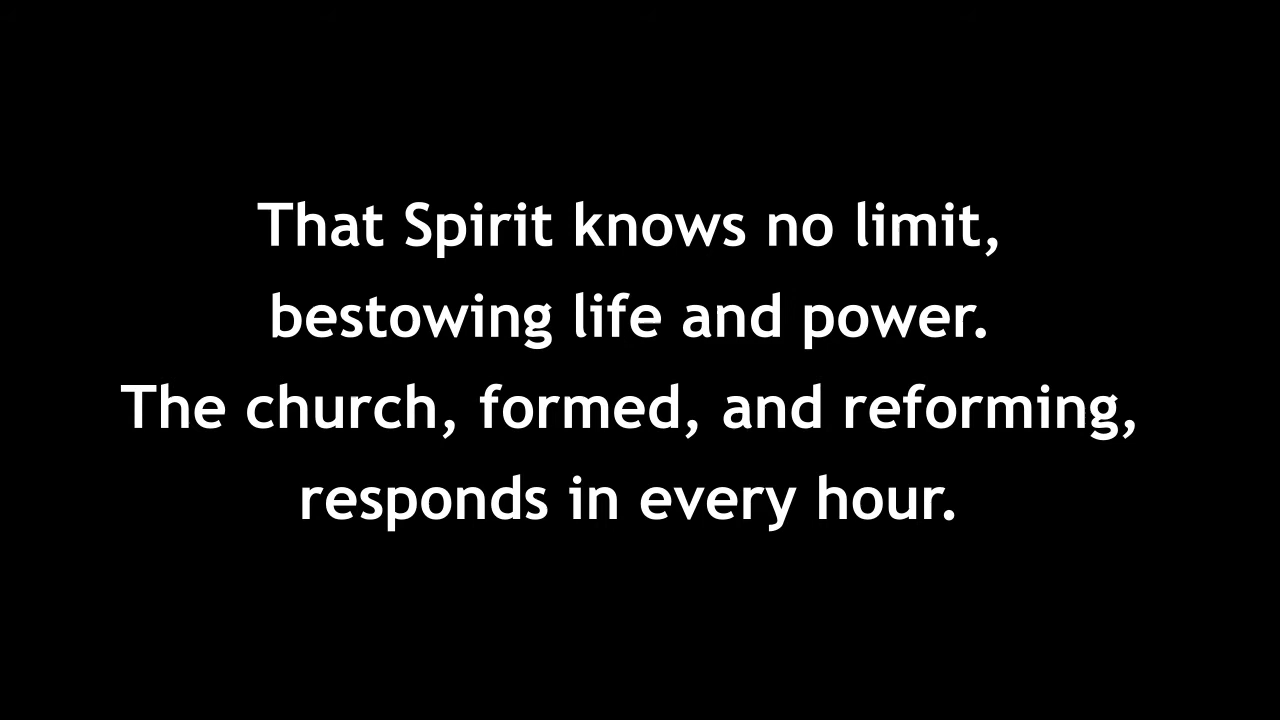 That Spirit knows no limit,
bestowing life and power.
The church, formed, and reforming,
responds in every hour.